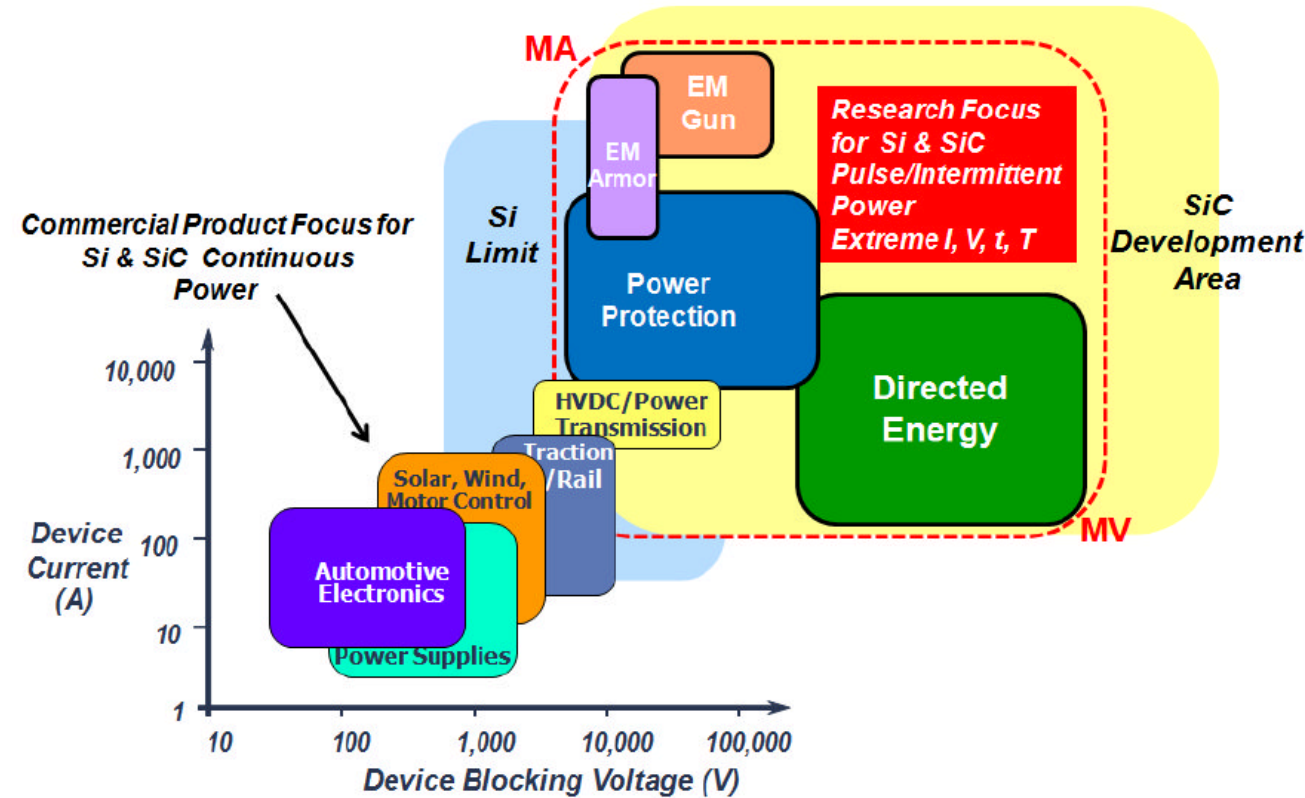 MA
EM
Gun
EM
Armor
Research Focus
for Si & SiC
Pulse/Intermittent
Power
Extreme I, V, t, T
SiC
Development
Area
Si
Limit
Commercial Product Focus for
Si & SiC Continuous
Power
Power
Protection
Directed
Energy
MV
HVDC/Power
Transmission
Traction
/Rail
Solar, Wind,
Motor Control
Automotive
Electronics
Power Supplies
Device
Current
(A)
10,000
1,000
100
10
1
10
100
1,000
10,000
100,000
Device Blocking Voltage (V)